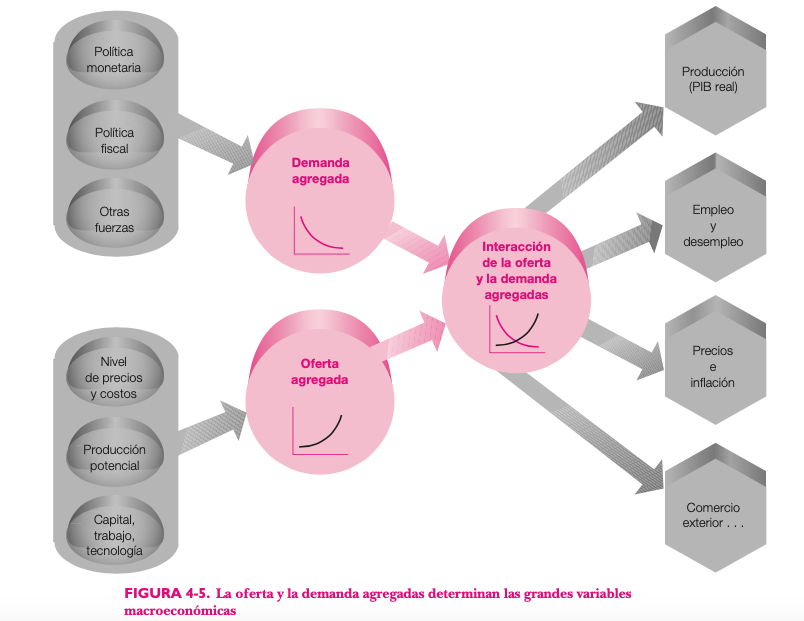 Política
monetaria
Política
fiscal
Otras
fuerzas
Demanda
agregada
Nivel
de precios
y costos
Producción
potencial
Capital,
trabajo,
tecnología
Oferta
agregada
Interacción
de la oferta
y la demanda
agregadas
Producción
(PIB real)
Empleo
y
desempleo
Precios
e
inflación
Comercio
exterior . . .
FIGURA 4-5. La oferta y la demanda agregadas determinan las grandes variables
macroeconómicas